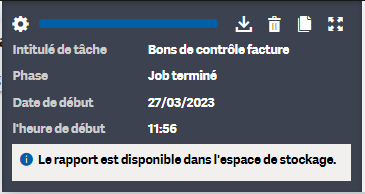 Intitulé de tâche Bons de contrôle facture
Phase Job terminé
Date de début 27/03/2023
l'heure de début 11:56
Le rapport est disponible dans l'espace de stockage.